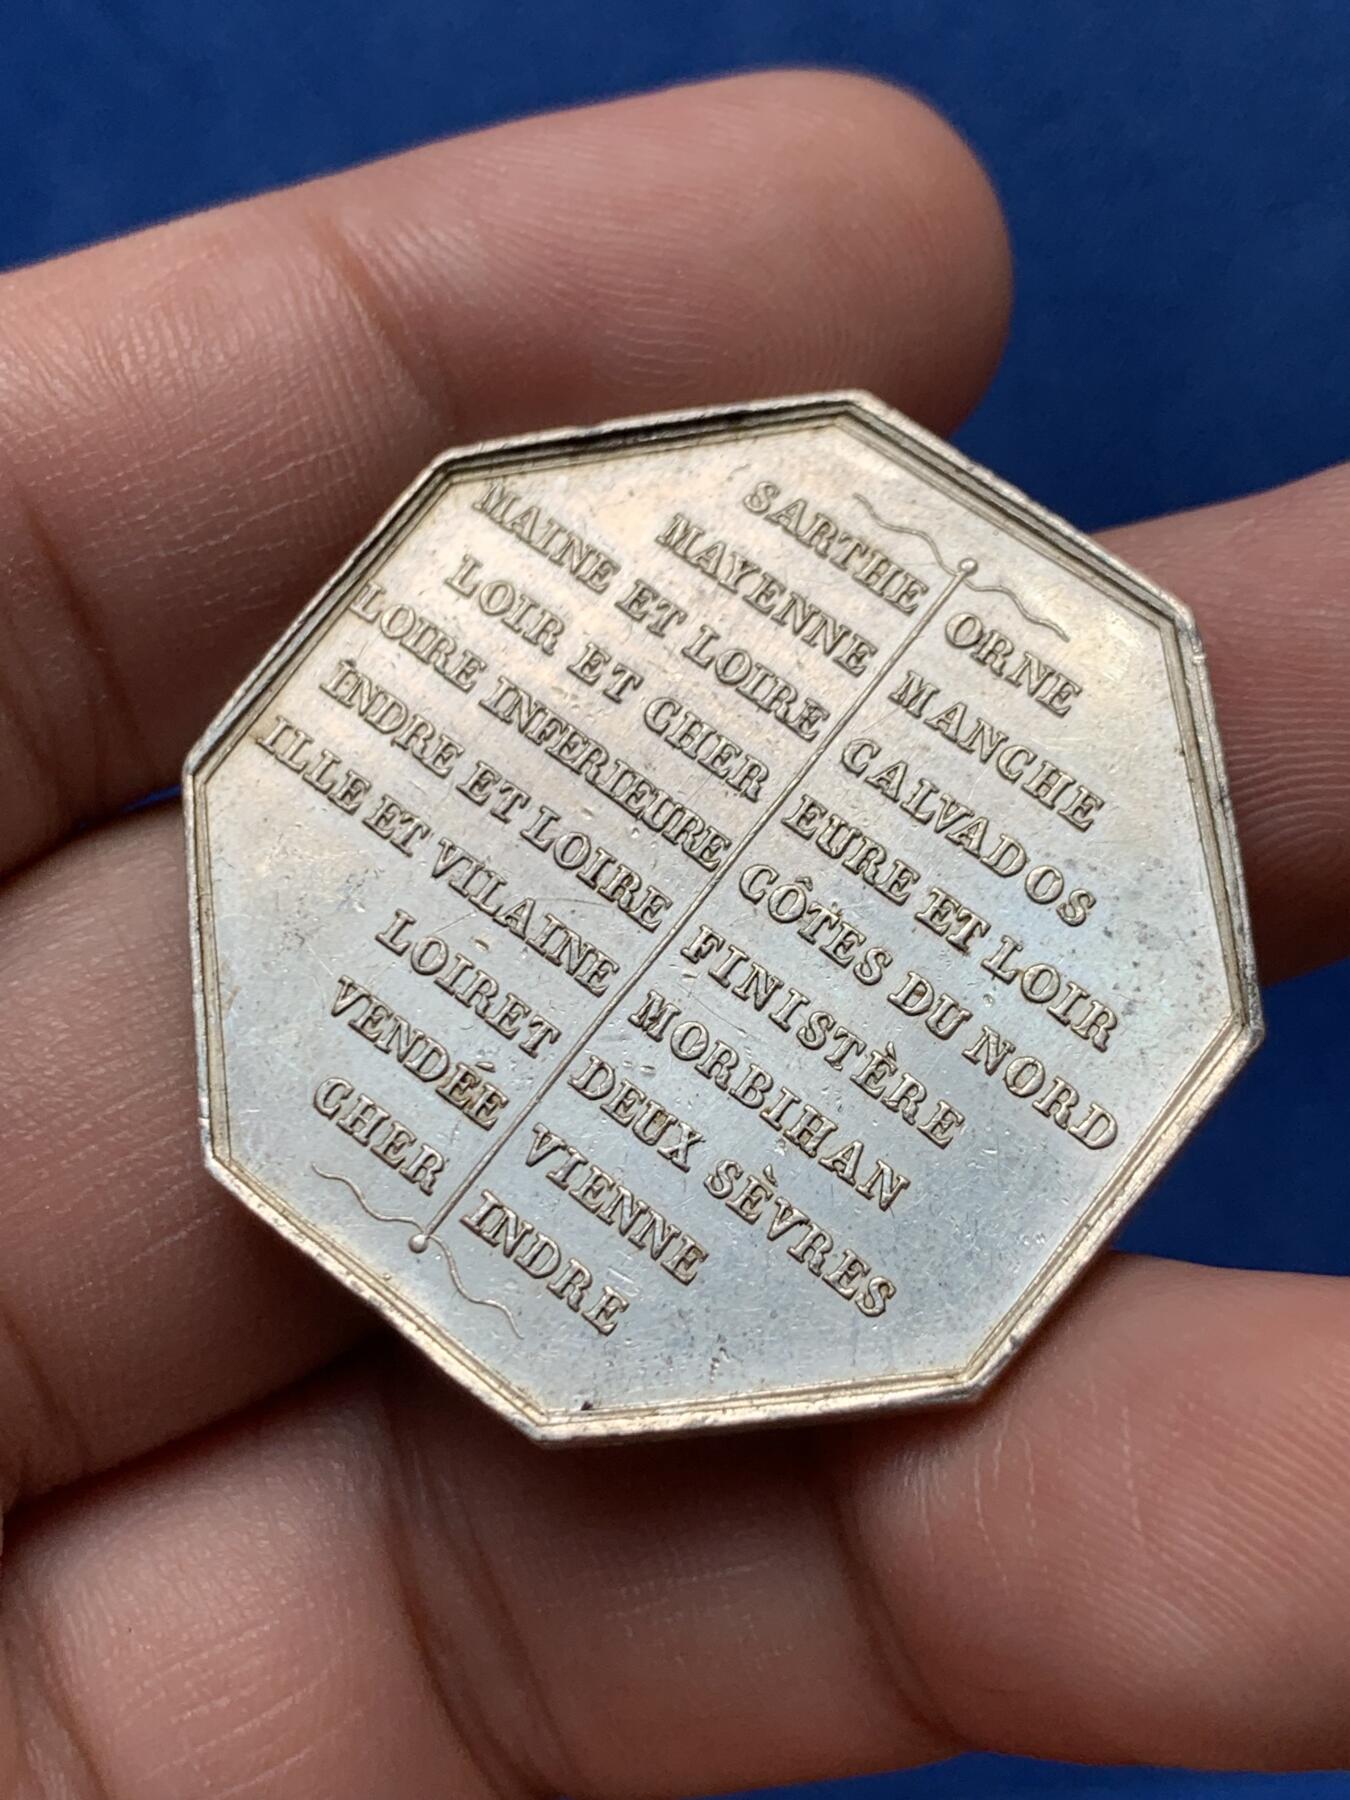 SARTHE
MAYENNE
MAINE ET LOIRE
LOIR ET CHER
LOIRE INFERIEURE
INDRE ET LOIRE
ILLE ET VILAINE
LOIRET
VENDÉE
CHER
ORNE
MANCHE
CALVADOS
EURE ET LOIR
CÔTES DU NORD
FINISTÈRE
MORBIHAN
DEUX SÈVRES
VIENNE
INDRE